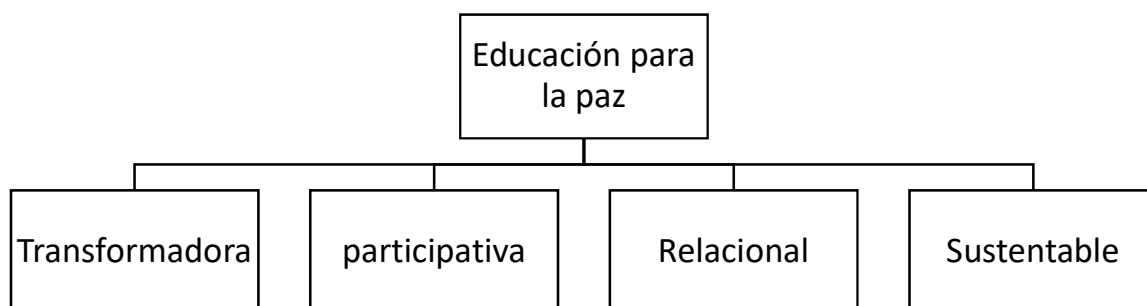 Educación para
la paz
Transformadora
participativa
Relacional
Sustentable